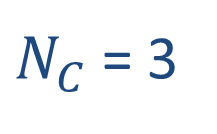 N_C = 3